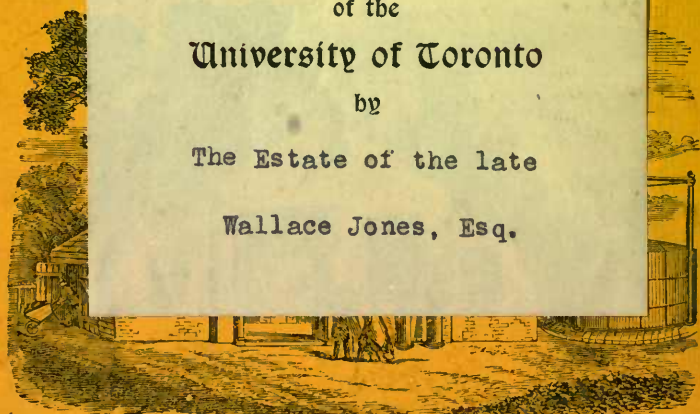 of the
University of Toronto
by
The Estate of the late
Wallace Jones, Esq.